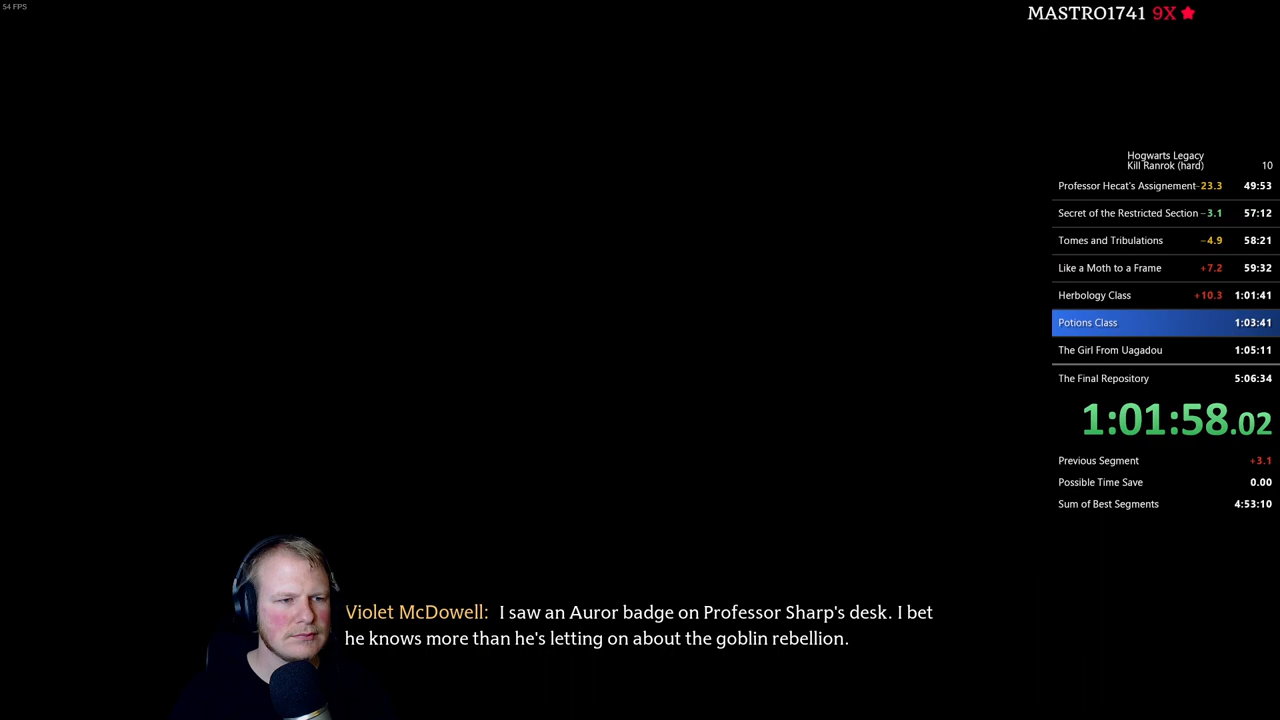 54 FPS
MASTRO1741 9X
Hogwarts Legacy
Kill Ranrok (hard) 10
Professor Hecat's Assignement -23.3 49:53
Secret of the Restricted Section -3.1 57:12
Tomes and Tribulations -4.9 58:21
Like a Moth to a Frame +7.2 59:32
Herbology Class +10.3 1:01:41
Potions Class 1:03:41
The Girl From Uagadou 1:05:11
The Final Repository 5:06:34
1:01:58.02
Previous Segment +3.1
Possible Time Save 0.00
Sum of Best Segments 4:53:10
Violet McDowell: I saw an Auror badge on Professor Sharp's desk. I bet
he knows more than he's letting on about the goblin rebellion.